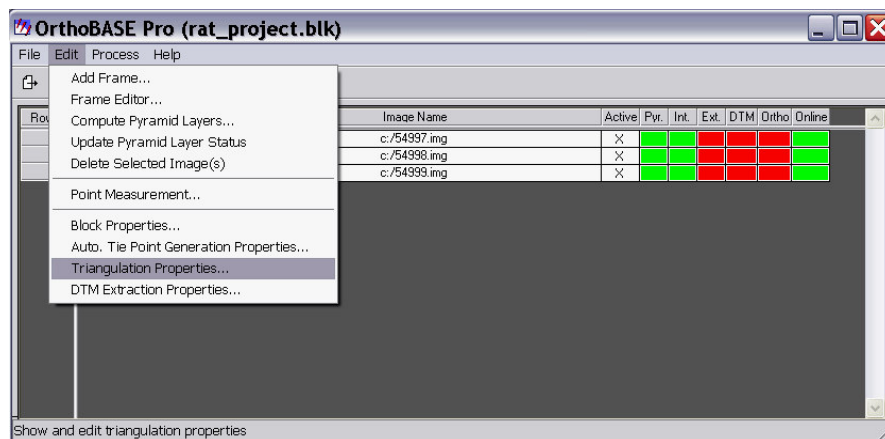 OrthoBASE Pro (rat_project.blk)
File Edit Process Help
Add Frame...
Frame Editor...
Compute Pyramid Layers...
Update Pyramid Layer Status
Delete Selected Image(s)
Point Measurement...
Block Properties...
Auto. Tie Point Generation Properties...
Triangulation Properties...
DTM Extraction Properties...
Image Name Active Pyr. Int. Ext. DTM Ortho Online
c:/54997.img X
c:/54998.img X
c:/54999.img X
Show and edit triangulation properties